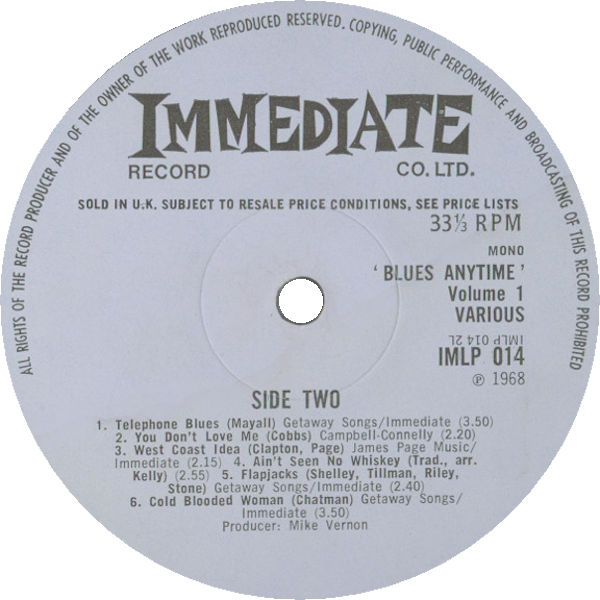 ALL RIGHTS OF THE RECORD PRODUCER AND OF THE OWNER OF THE WORK REPRODUCED RESERVED. COPYING, PUBLIC PERFORMANCE AND BROADCASTING OF THIS RECORD PROHIBITED
IMMEDIATE
RECORD CO. LTD.
SOLD IN U.K. SUBJECT TO RESALE PRICE CONDITIONS, SEE PRICE LISTS
33⅓ RPM
MONO
'BLUES ANYTIME'
Volume 1
VARIOUS
IMLP 014 2L
IMLP 014
℗ 1968
SIDE TWO
1. Telephone Blues (Mayall) Getaway Songs/Immediate (3.50)
2. You Don't Love Me (Cobbs) Campbell-Connelly (2.20)
3. West Coast Idea (Clapton, Page) James Page Music/
Immediate (2.15) 4. Ain't Seen No Whiskey (Trad., arr.
Kelly) (2.55) 5. Flapjacks (Shelley, Tillman, Riley,
Stone) Getaway Songs/Immediate (2.40)
6. Cold Blooded Woman (Chatman) Getaway Songs/
Immediate (3.50)
Producer: Mike Vernon